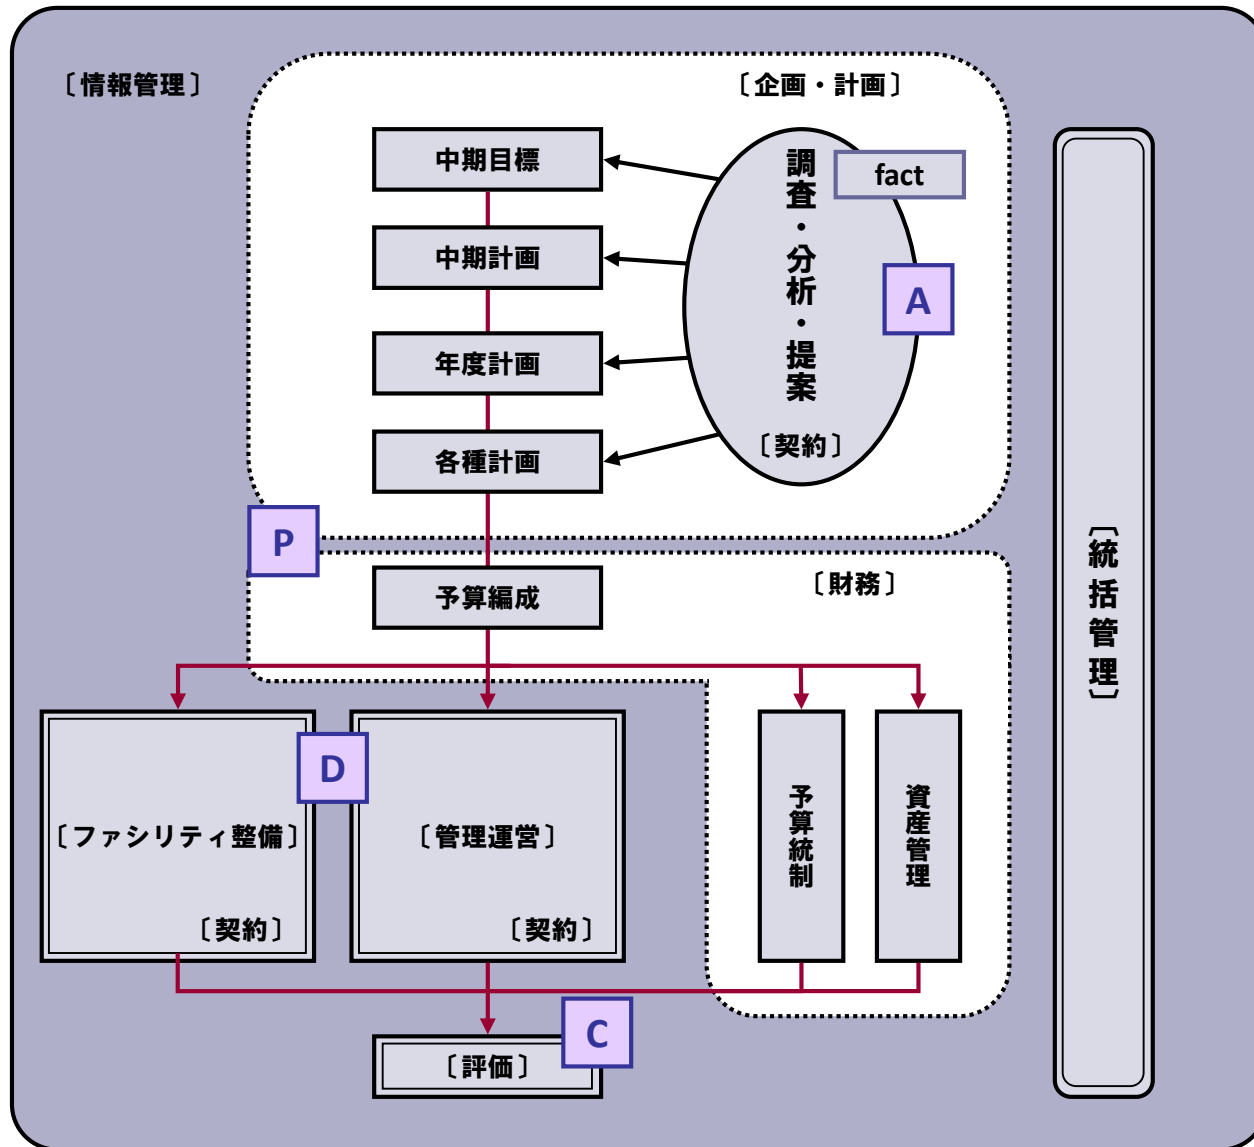 〔情報管理〕
〔企画・計画〕
中期目標
中期計画
年度計画
各種計画
調査・分析・提案
〔契約〕
fact
A
P
〔財務〕
予算編成
〔ファシリティ整備〕
〔契約〕
D
〔管理運営〕
〔契約〕
予算統制
資産管理
C
〔評価〕
〔統括管理〕